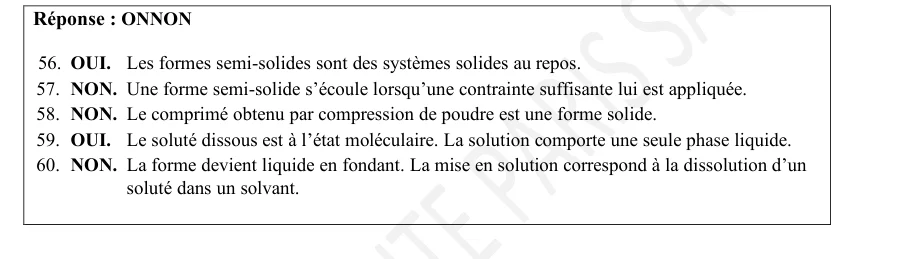 Réponse : ONNON
56. OUI. Les formes semi-solides sont des systèmes solides au repos.
57. NON. Une forme semi-solide s’écoule lorsqu’une contrainte suffisante lui est appliquée.
58. NON. Le comprimé obtenu par compression de poudre est une forme solide.
59. OUI. Le soluté dissous est à l’état moléculaire. La solution comporte une seule phase liquide.
60. NON. La forme devient liquide en fondant. La mise en solution correspond à la dissolution d’un
soluté dans un solvant.